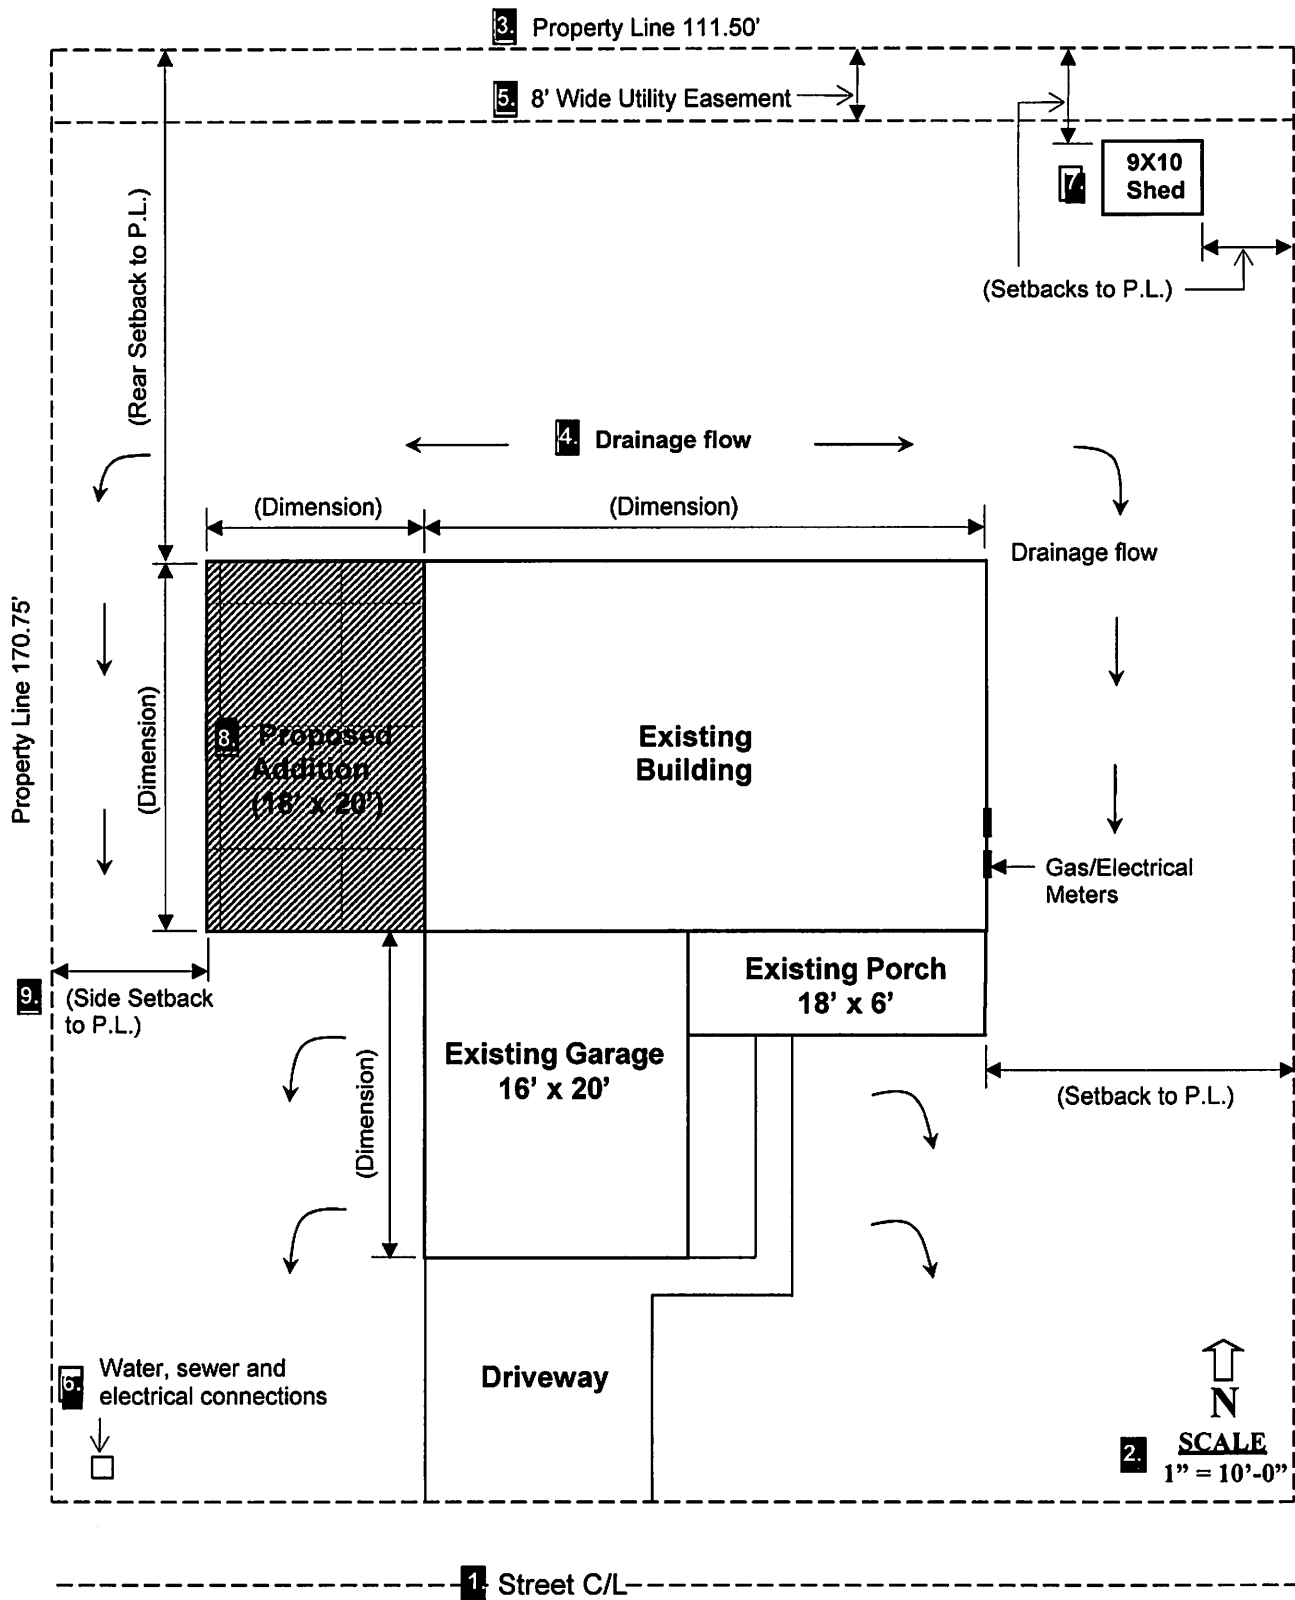 3. Property Line 111.50'
5. 8' Wide Utility Easement
9X10
Shed
7.
(Setbacks to P.L.)
(Rear Setback to P.L.)
4. Drainage flow
(Dimension)
(Dimension)
Drainage flow
Property Line 170.75'
(Dimension)
8. Proposed
Addition
(18' x 20')
Existing
Building
Gas/Electrical
Meters
9. (Side Setback
to P.L.)
Existing Porch
18' x 6'
Existing Garage
16' x 20'
(Dimension)
(Setback to P.L.)
6. Water, sewer and
electrical connections
Driveway
N
2. SCALE
1" = 10'-0"
1. Street C/L